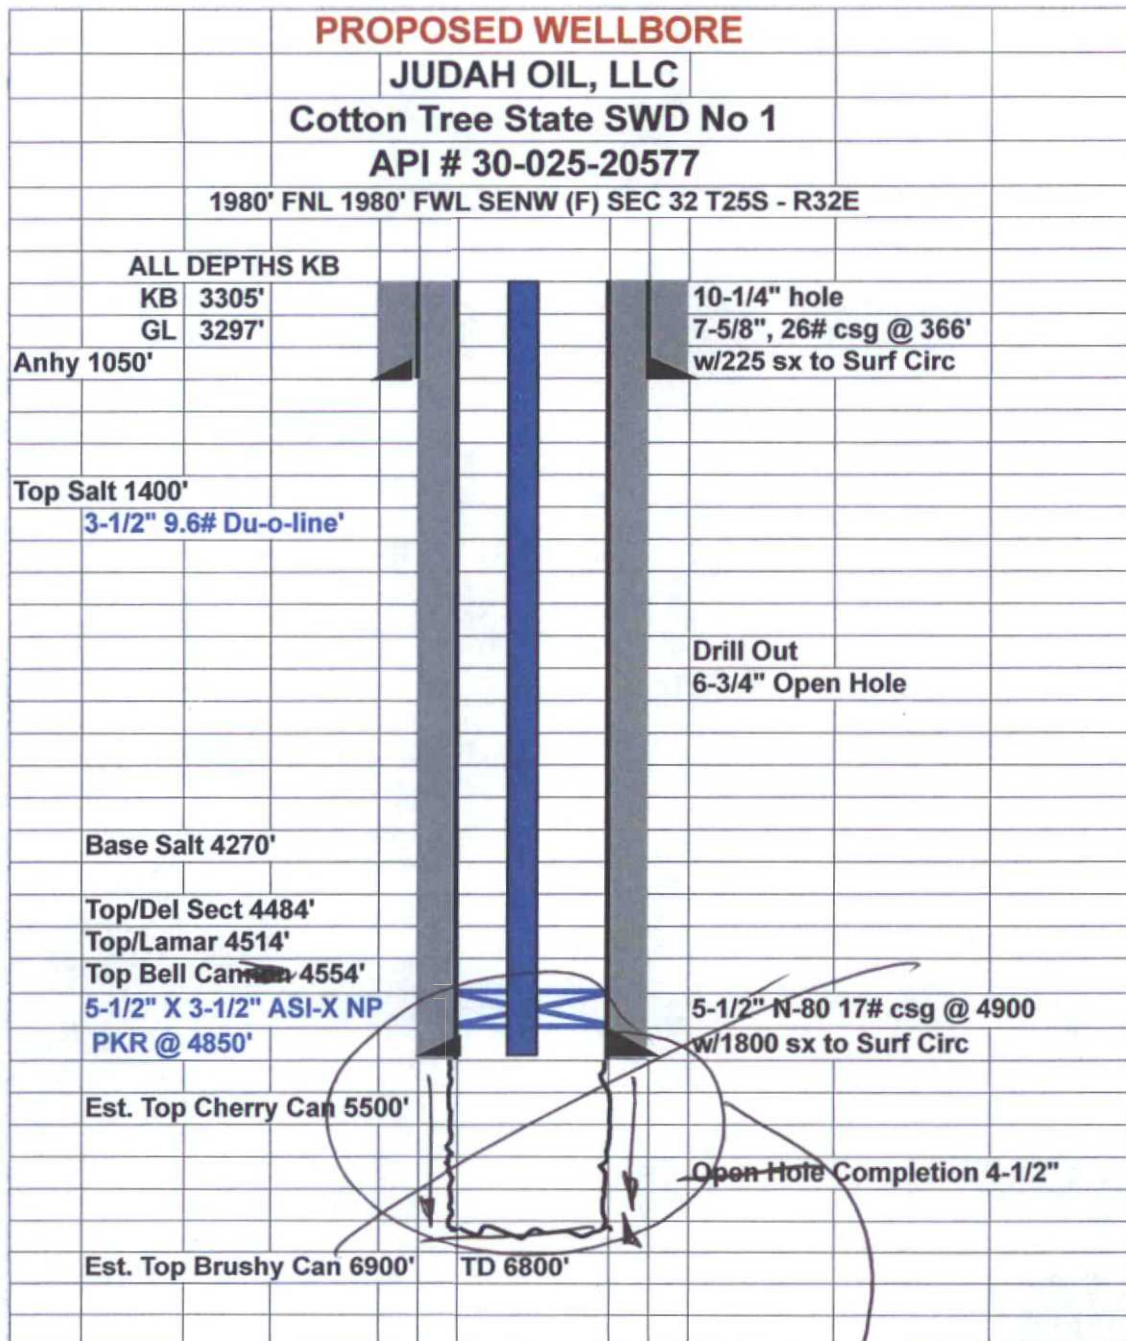 PROPOSED WELLBORE
JUDAH OIL, LLC
Cotton Tree State SWD No 1
API # 30-025-20577
1980' FNL 1980' FWL SENW (F) SEC 32 T25S - R32E
ALL DEPTHS KB
KB 3305'
10-1/4" hole
GL 3297'
7-5/8", 26# csg @ 366'
Anhy 1050'
w/225 sx to Surf Circ
Top Salt 1400'
3-1/2" 9.6# Du-o-line'
Drill Out
6-3/4" Open Hole
Base Salt 4270'
Top/Del Sect 4484'
Top/Lamar 4514'
Top Bell Cannon 4554'
5-1/2" X 3-1/2" ASI-X NP
5-1/2" N-80 17# csg @ 4900
PKR @ 4850'
w/1800 sx to Surf Circ
Est. Top Cherry Can 5500'
Open Hole Completion 4-1/2"
Est. Top Brushy Can 6900'
TD 6800'